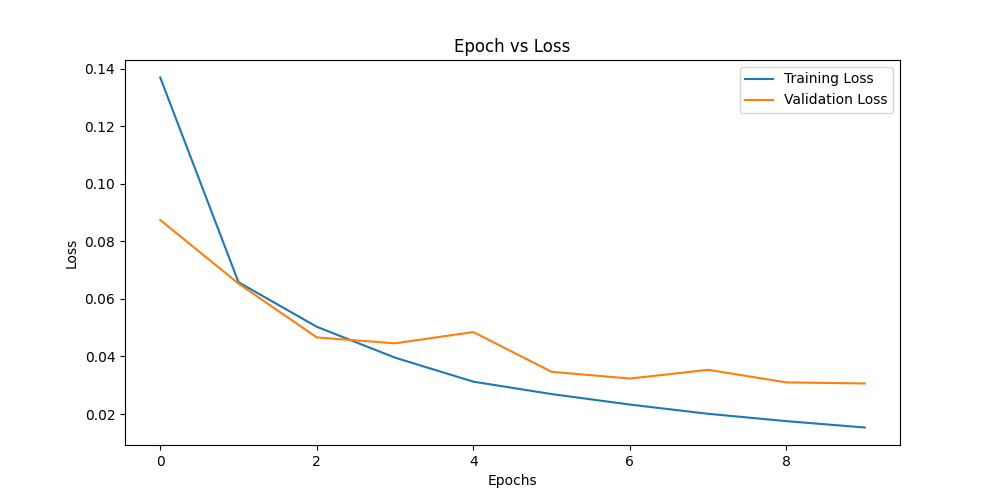 Epoch vs Loss
Training Loss
Validation Loss
0.14
0.12
0.10
0.08
0.06
0.04
0.02
Loss
0 2 4 6 8
Epochs